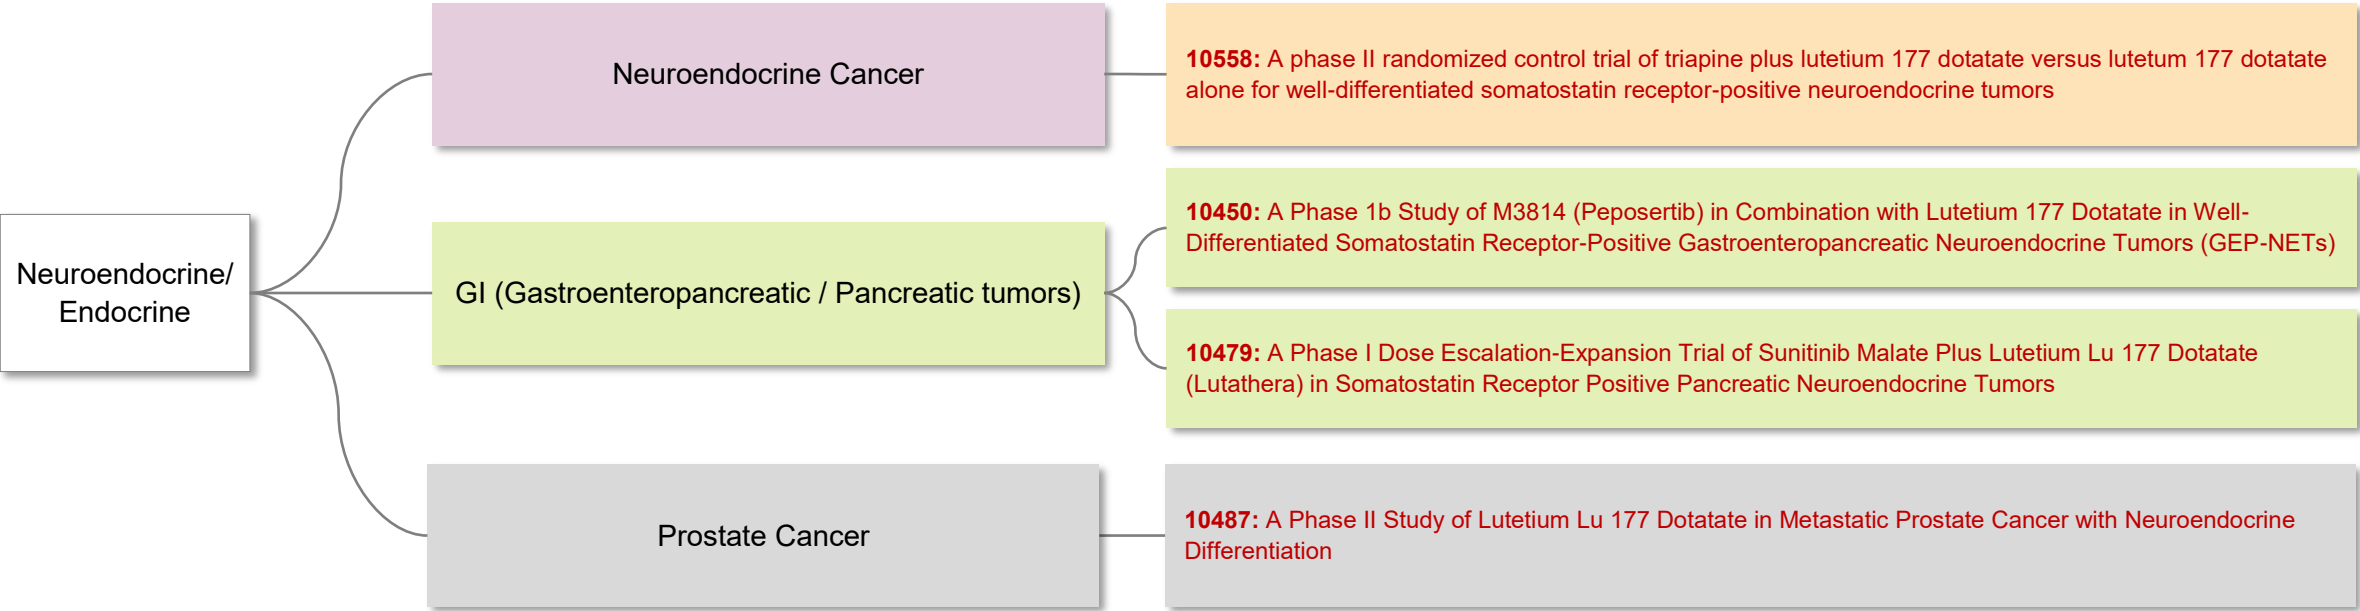 Neuroendocrine/
Endocrine
Neuroendocrine Cancer
10558: A phase II randomized control trial of triapine plus lutetium 177 dotatate versus lutetum 177 dotatate
alone for well-differentiated somatostatin receptor-positive neuroendocrine tumors
GI (Gastroenteropancreatic / Pancreatic tumors)
10450: A Phase 1b Study of M3814 (Peposertib) in Combination with Lutetium 177 Dotatate in Well-
Differentiated Somatostatin Receptor-Positive Gastroenteropancreatic Neuroendocrine Tumors (GEP-NETs)
10479: A Phase I Dose Escalation-Expansion Trial of Sunitinib Malate Plus Lutetium Lu 177 Dotatate
(Lutathera) in Somatostatin Receptor Positive Pancreatic Neuroendocrine Tumors
Prostate Cancer
10487: A Phase II Study of Lutetium Lu 177 Dotatate in Metastatic Prostate Cancer with Neuroendocrine
Differentiation